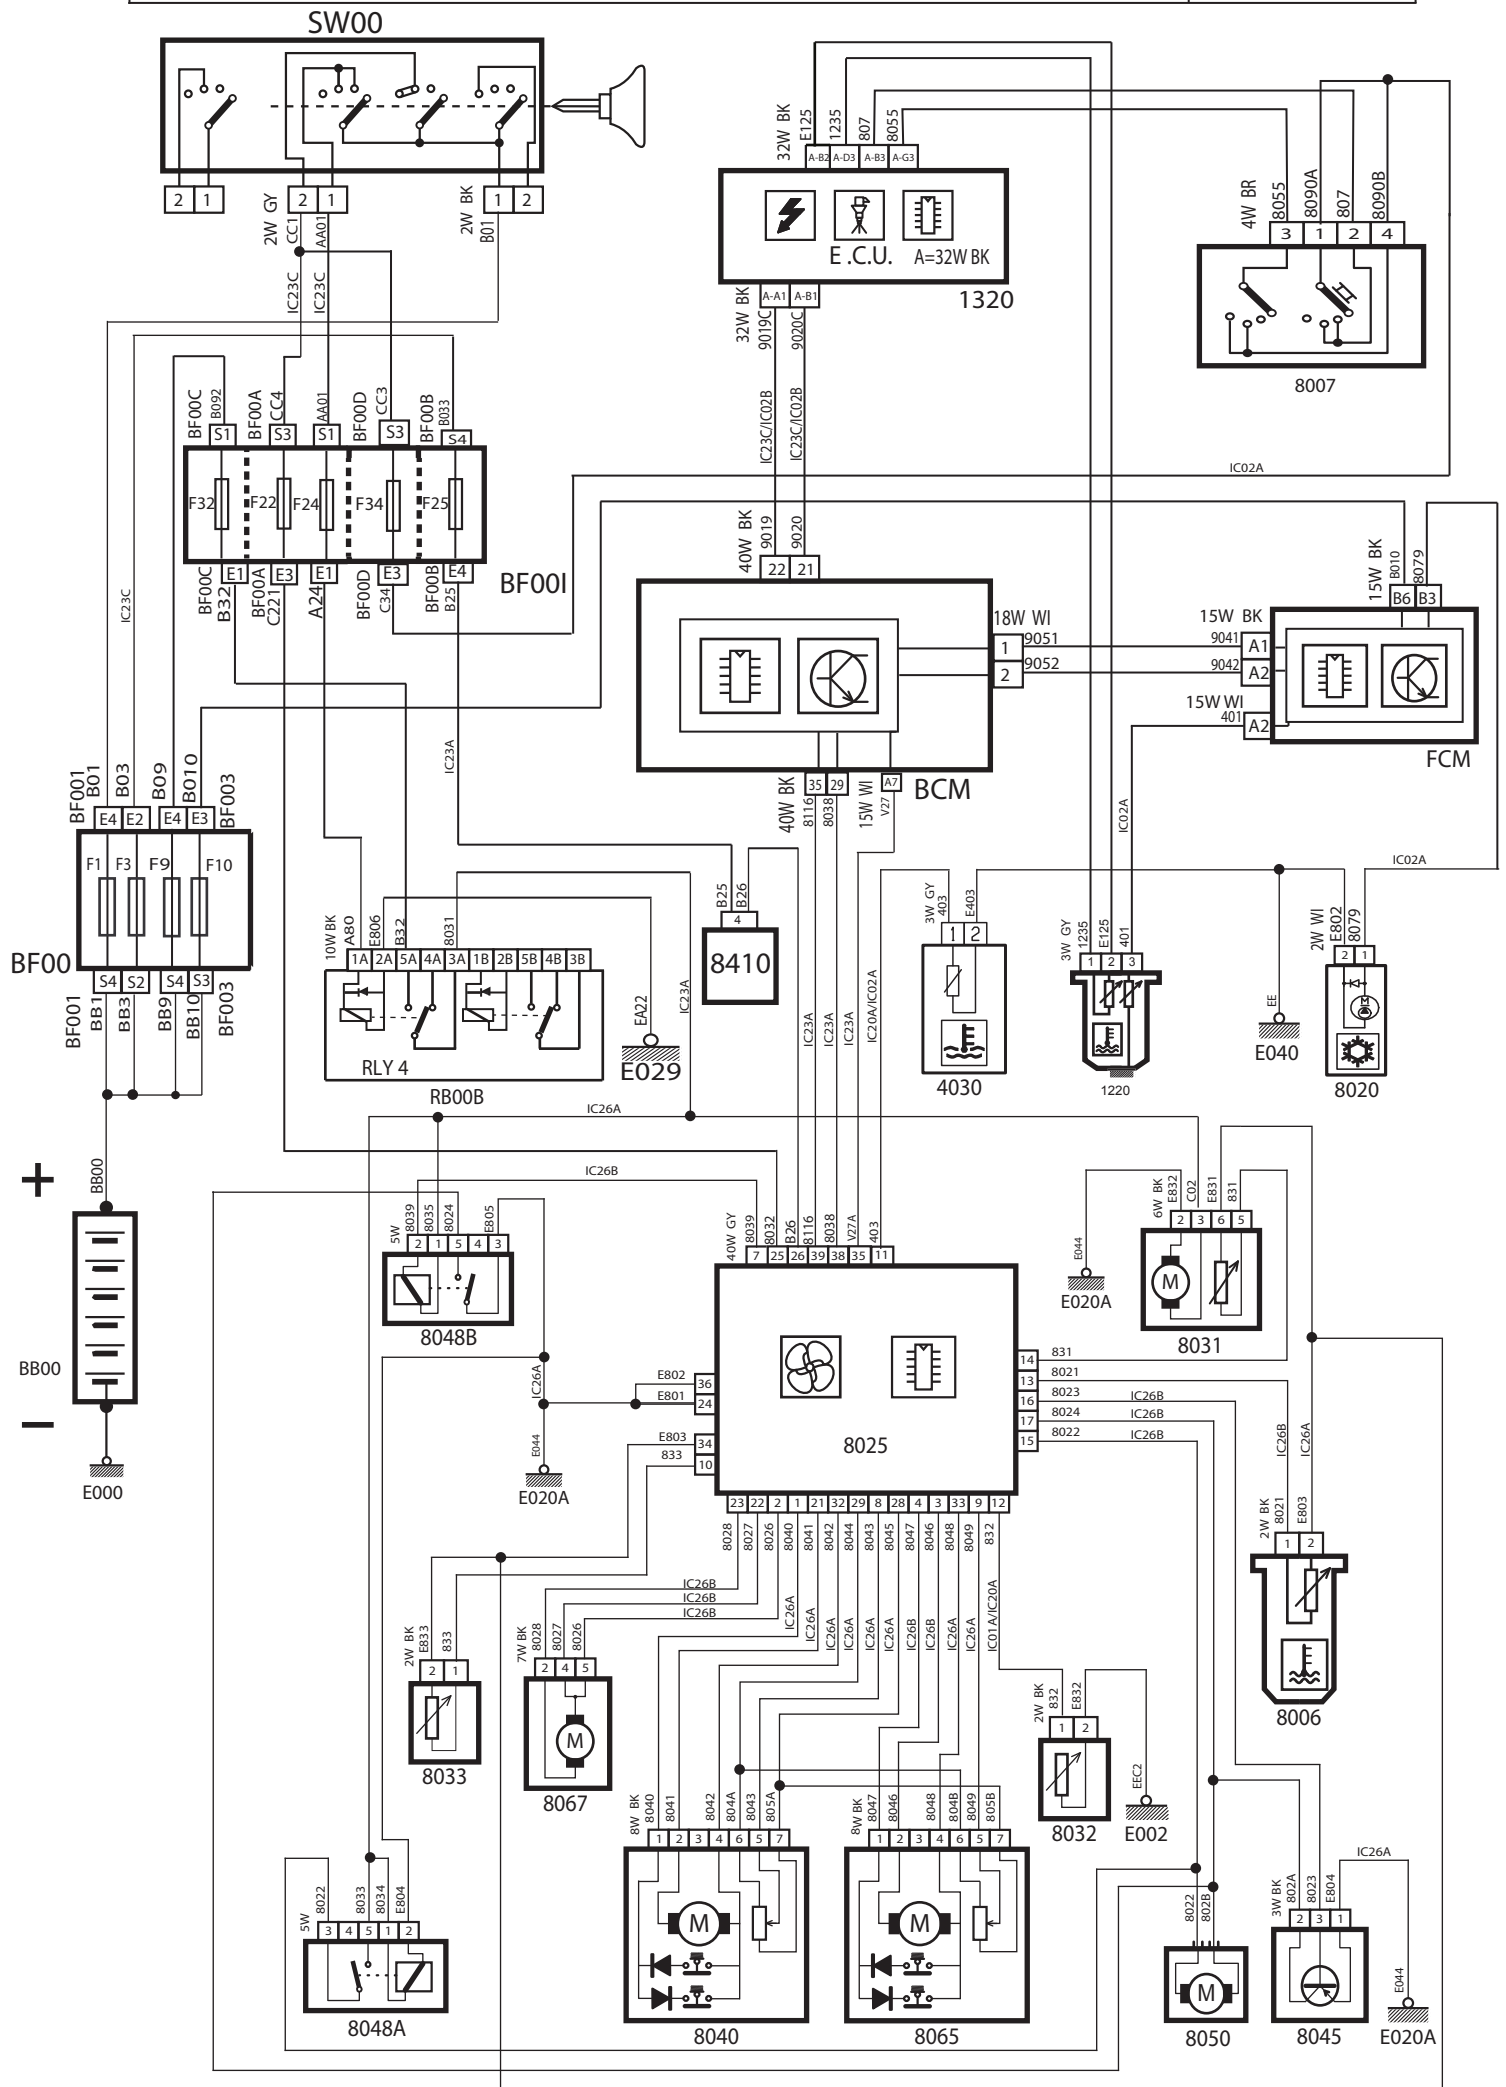 SW00
2 1
2W GY
2 1
2W BK
1 2
CC1
AA01
B01
IC23C
IC23C
32W BK
E125
1235
807
8055
A-B2 A-D3 A-B3 A-G3
E .C.U. A=32W BK
1320
32W BK
A-A1 A-B1
9019C
9020C
IC23C/IC02B
IC23C/IC02B
4W BR
8055
8090A
807
8090B
3 1 2 4
8007
IC02A
BF00C
B092
BF00A
CC4
AA01
BF00D
CC3
BF00B
B033
S1 S3 S1 S3 S4
F32 F22 F24 F34 F25
E1 E3 E1 E3 E4
BF00I
BF00C
B32
BF00A
C221
A24
BF00D
C34
BF00B
B25
IC23C
IC23A
40W BK
9019
9020
22 21
BCM
18W WI
1 9051
2 9052
15W BK
9041 A1
9042 A2
15W WI
401 A2
15W BK
B010
8079
B6 B3
FCM
40W BK
35 29
8116
8038
15W WI
A7
V27
IC02A
IC02A
BF001
B01
B03
B09
B010
BF003
E4 E2 E4 E3
F1 F3 F9 F10
BF00
S4 S2 S4 S3
BF001
BB1
BB3
BB9
BB10
BF003
10W BK
A80
E806
B32
8031
1A 2A 5A 4A 3A 1B 2B 5B 4B 3B
RLY 4
RB00B
EA22
E029
IC23A
B25
B26
4
8410
IC23A
IC23A
IC23A
IC20A/IC02A
3W GY
403
E403
1 2
4030
3W GY
1235
E125
401
1 2 3
1220
EE
E040
2W WI
E802
8079
2 1
8020
IC26A
IC26B
+
BB00
BB00
−
E000
5W
8039
8035
8024
E805
2 1 5 4 3
8048B
IC26A
E044
E020A
40W GY
8039
8032
B26
8116
8038
V27A
403
7 25 26 39 38 35 11
8025
E802 36
E801 24
E803 34
833 10
14 831
13 8021
16 8023 IC26B
17 8024 IC26B
15 8022 IC26B
E044
E020A
6W BK
E832
C02
E831
831
2 3 6 5
8031
IC26B
IC26A
23 22 2 1 21 32 29 8 28 4 3 33 9 12
8028
8027
8026
8040
8041
8042
8044
8043
8045
8047
8046
8048
8049
832
IC26B
IC26B
IC26B
IC26A
IC26A
IC26A
IC26A
IC26A
IC26A
IC26B
IC26B
IC26A
IC26A
IC01A/IC20A
2W BK
8021
E803
1 2
8006
2W BK
E833
833
2 1
8033
7W BK
8028
8027
8026
2 4 5
M
8067
2W BK
832
E832
1 2
8032
EEC2
E002
5W
8022
8033
8034
E804
3 4 5 1 2
8048A
8W BK
8040
8041
8042
804A
8043
805A
1 2 3 4 6 5 7
M
8040
8W BK
8047
8046
8048
804B
8049
805B
1 2 3 4 6 5 7
M
8065
8022
802B
M
8050
3W BK
802A
8023
E804
2 3 1
8045
IC26A
E044
E020A
M
M